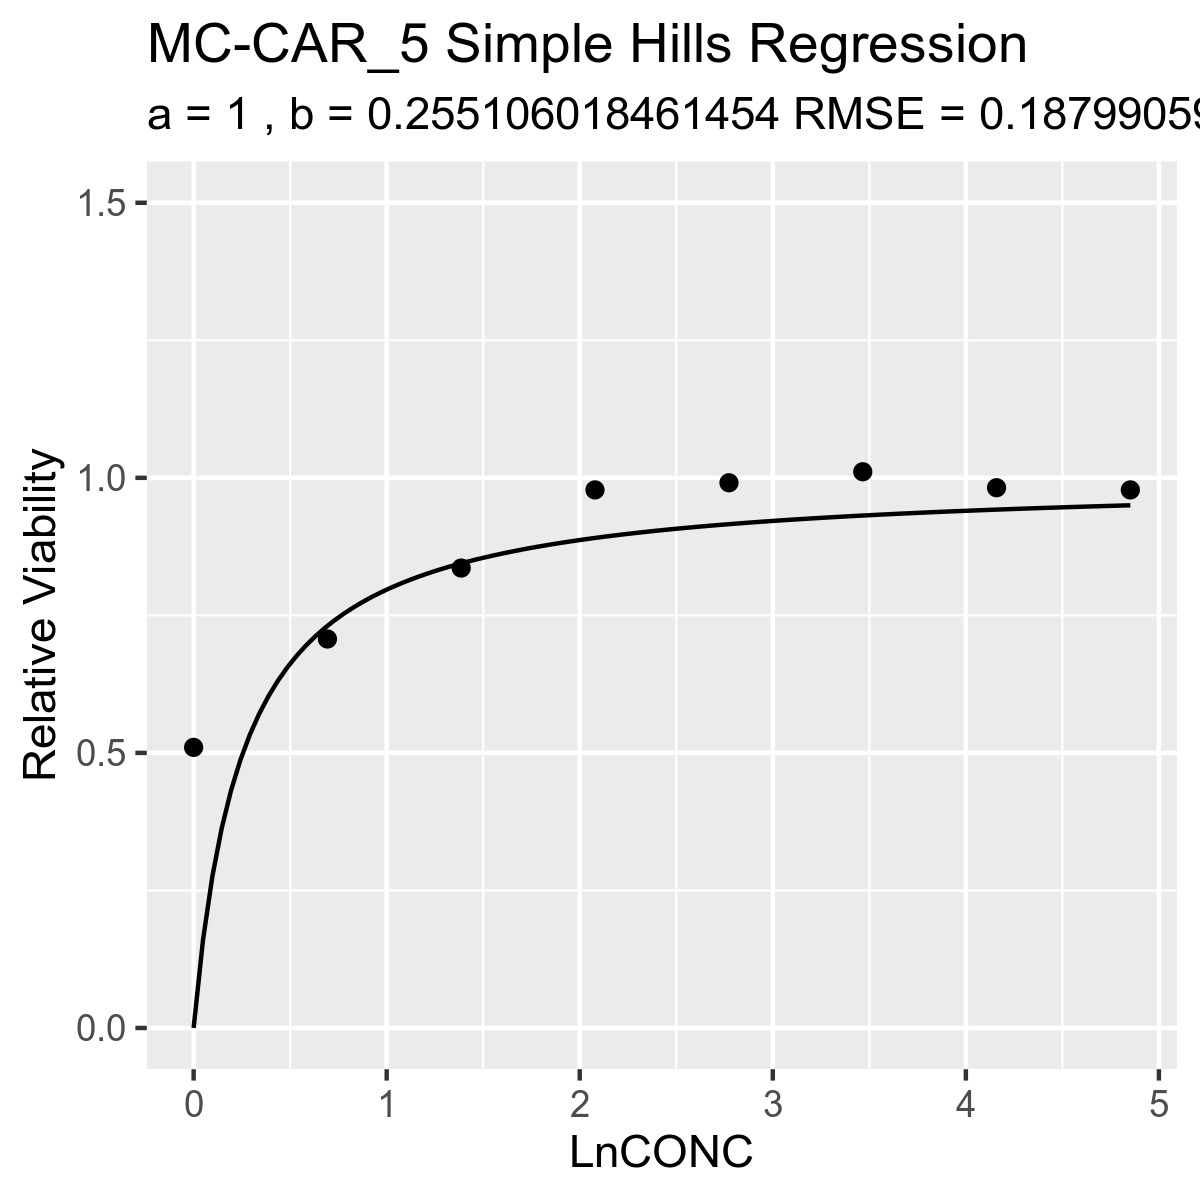 MC-CAR_5 Simple Hills Regression
a = 1 , b = 0.255106018461454 RMSE = 0.1879905
1.5
1.0
0.5
0.0
Relative Viability
0 1 2 3 4 5
LnCONC